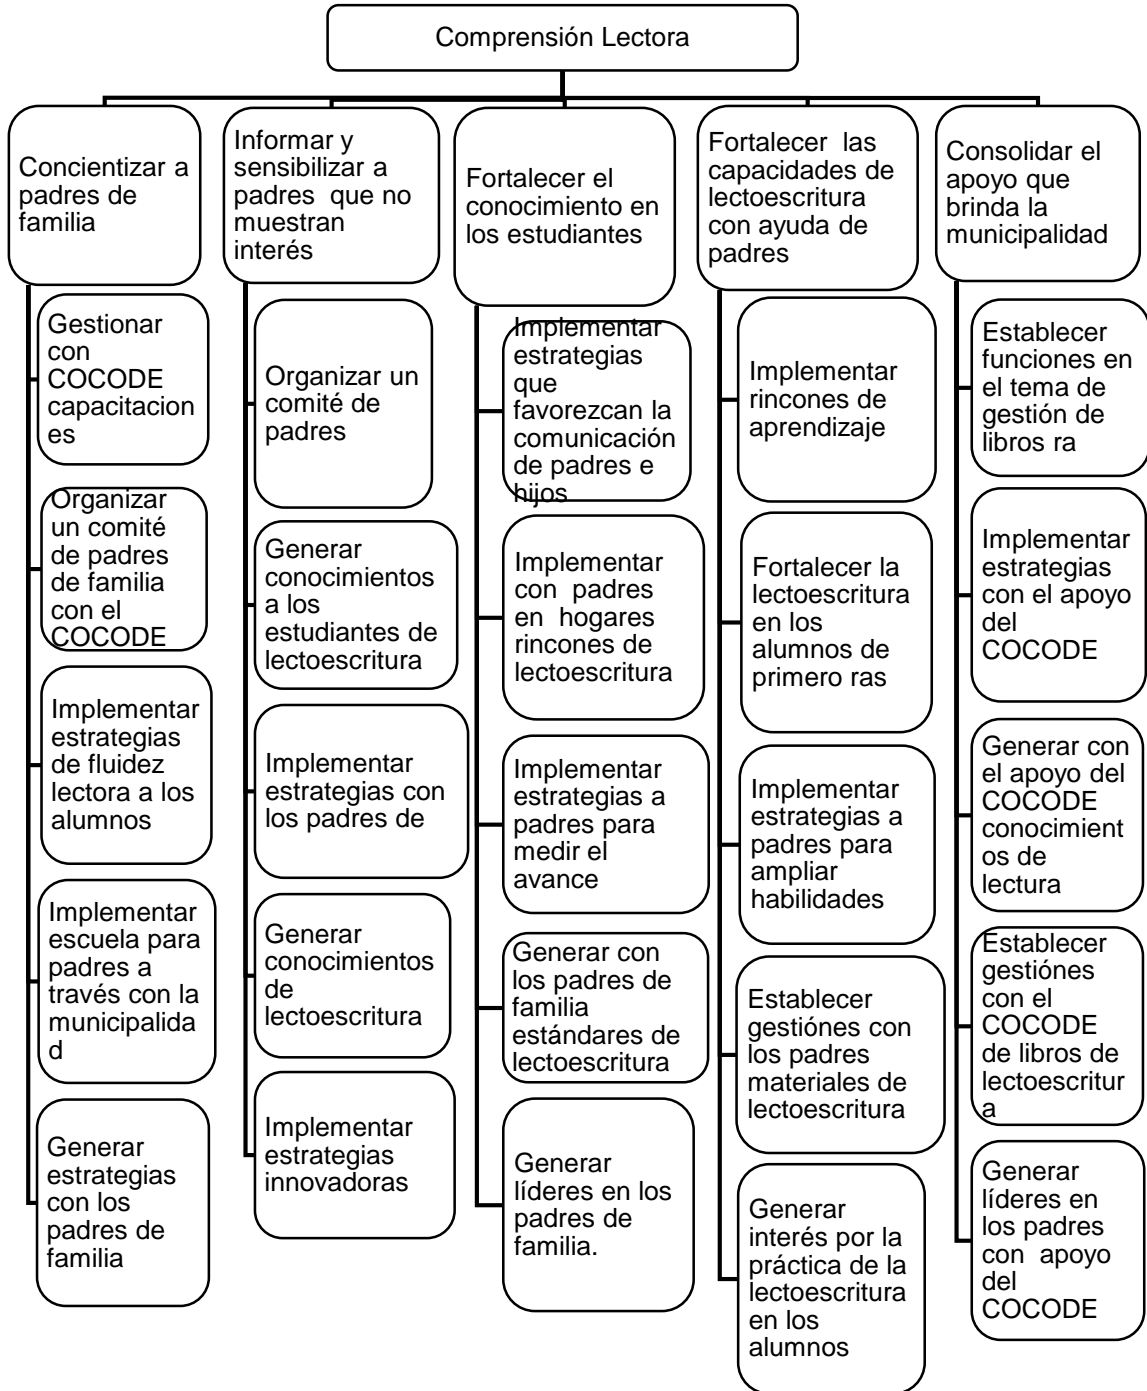 Comprensión Lectora
Concientizar a
padres de
familia
Gestionar
con
COCODE
capacitacion
es
Organizar
un comité
de padres
de familia
con el
COCODE
Implementar
estrategias
de fluidez
lectora a los
alumnos
Implementar
escuela para
padres a
través con la
municipalida
d
Generar
estrategias
con los
padres de
familia
Informar y
sensibilizar a
padres que no
muestran
interés
Organizar un
comité de
padres
Generar
conocimientos
a los
estudiantes de
lectoescritura
Implementar
estrategias con
los padres de
Generar
conocimientos
de
lectoescritura
Implementar
estrategias
innovadoras
Fortalecer el
conocimiento en
los estudiantes
Implementar
estrategias
que
favorezcan la
comunicación
de padres e
hijos
Implementar
con padres
en hogares
rincones de
lectoescritura
Implementar
estrategias a
padres para
medir el
avance
Generar con
los padres de
familia
estándares de
lectoescritura
Generar
líderes en los
padres de
familia.
Fortalecer las
capacidades de
lectoescritura
con ayuda de
padres
Implementar
rincones de
aprendizaje
Fortalecer la
lectoescritura
en los
alumnos de
primero ras
Implementar
estrategias a
padres para
ampliar
habilidades
Establecer
gestiónes con
los padres
materiales de
lectoescritura
Generar
interés por la
práctica de la
lectoescritura
en los
alumnos
Consolidar el
apoyo que
brinda la
municipalidad
Establecer
funciones en
el tema de
gestión de
libros ra
Implementar
estrategias
con el apoyo
del
COCODE
Generar con
el apoyo del
COCODE
conocimient
os de
lectura
Establecer
gestiónes
con el
COCODE
de libros de
lectoescritur
a
Generar
líderes en
los padres
con apoyo
del
COCODE